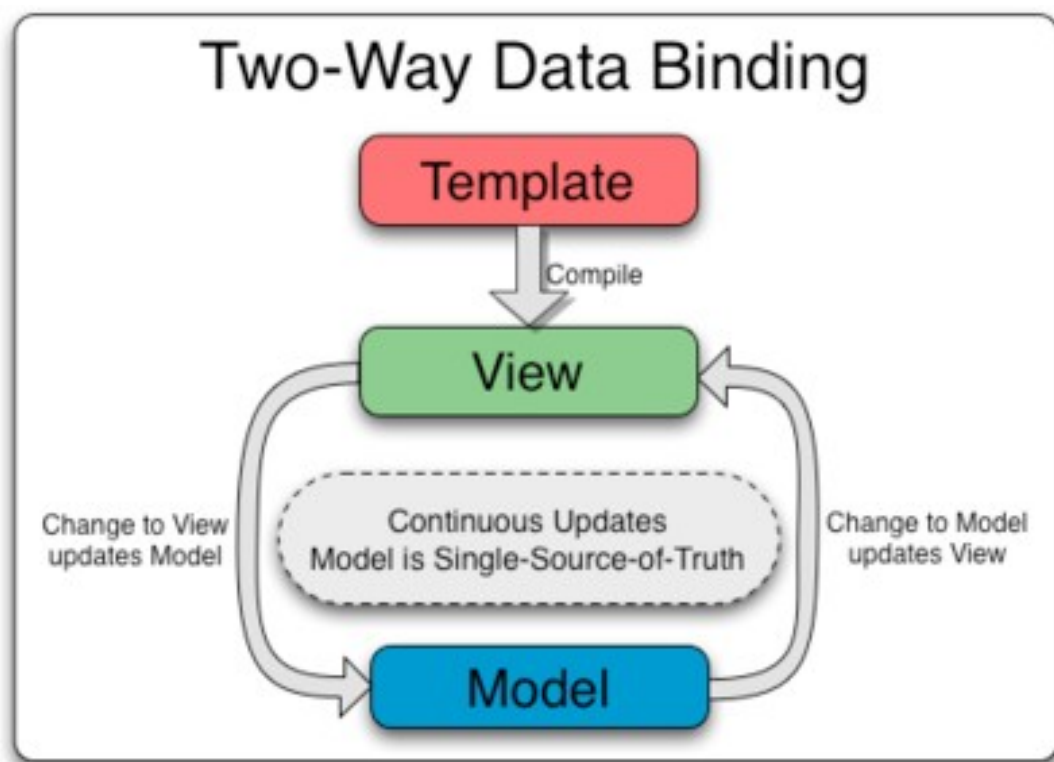 Two-Way Data Binding
Template
Compile
View
Change to View
updates Model
Continuous Updates
Model is Single-Source-of-Truth
Change to Model
updates View
Model